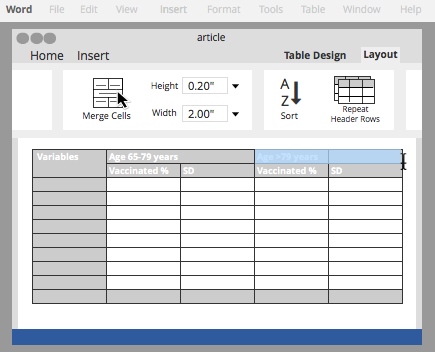 Word File Edit View Insert Format Tools Table Window Help
article
Home Insert Table Design Layout
Merge Cells
Height 0.20"
Width 2.00"
A Z
Sort
Repeat
Header Rows
Variables Age 65-79 years Age >79 years
Vaccinated % SD Vaccinated % SD